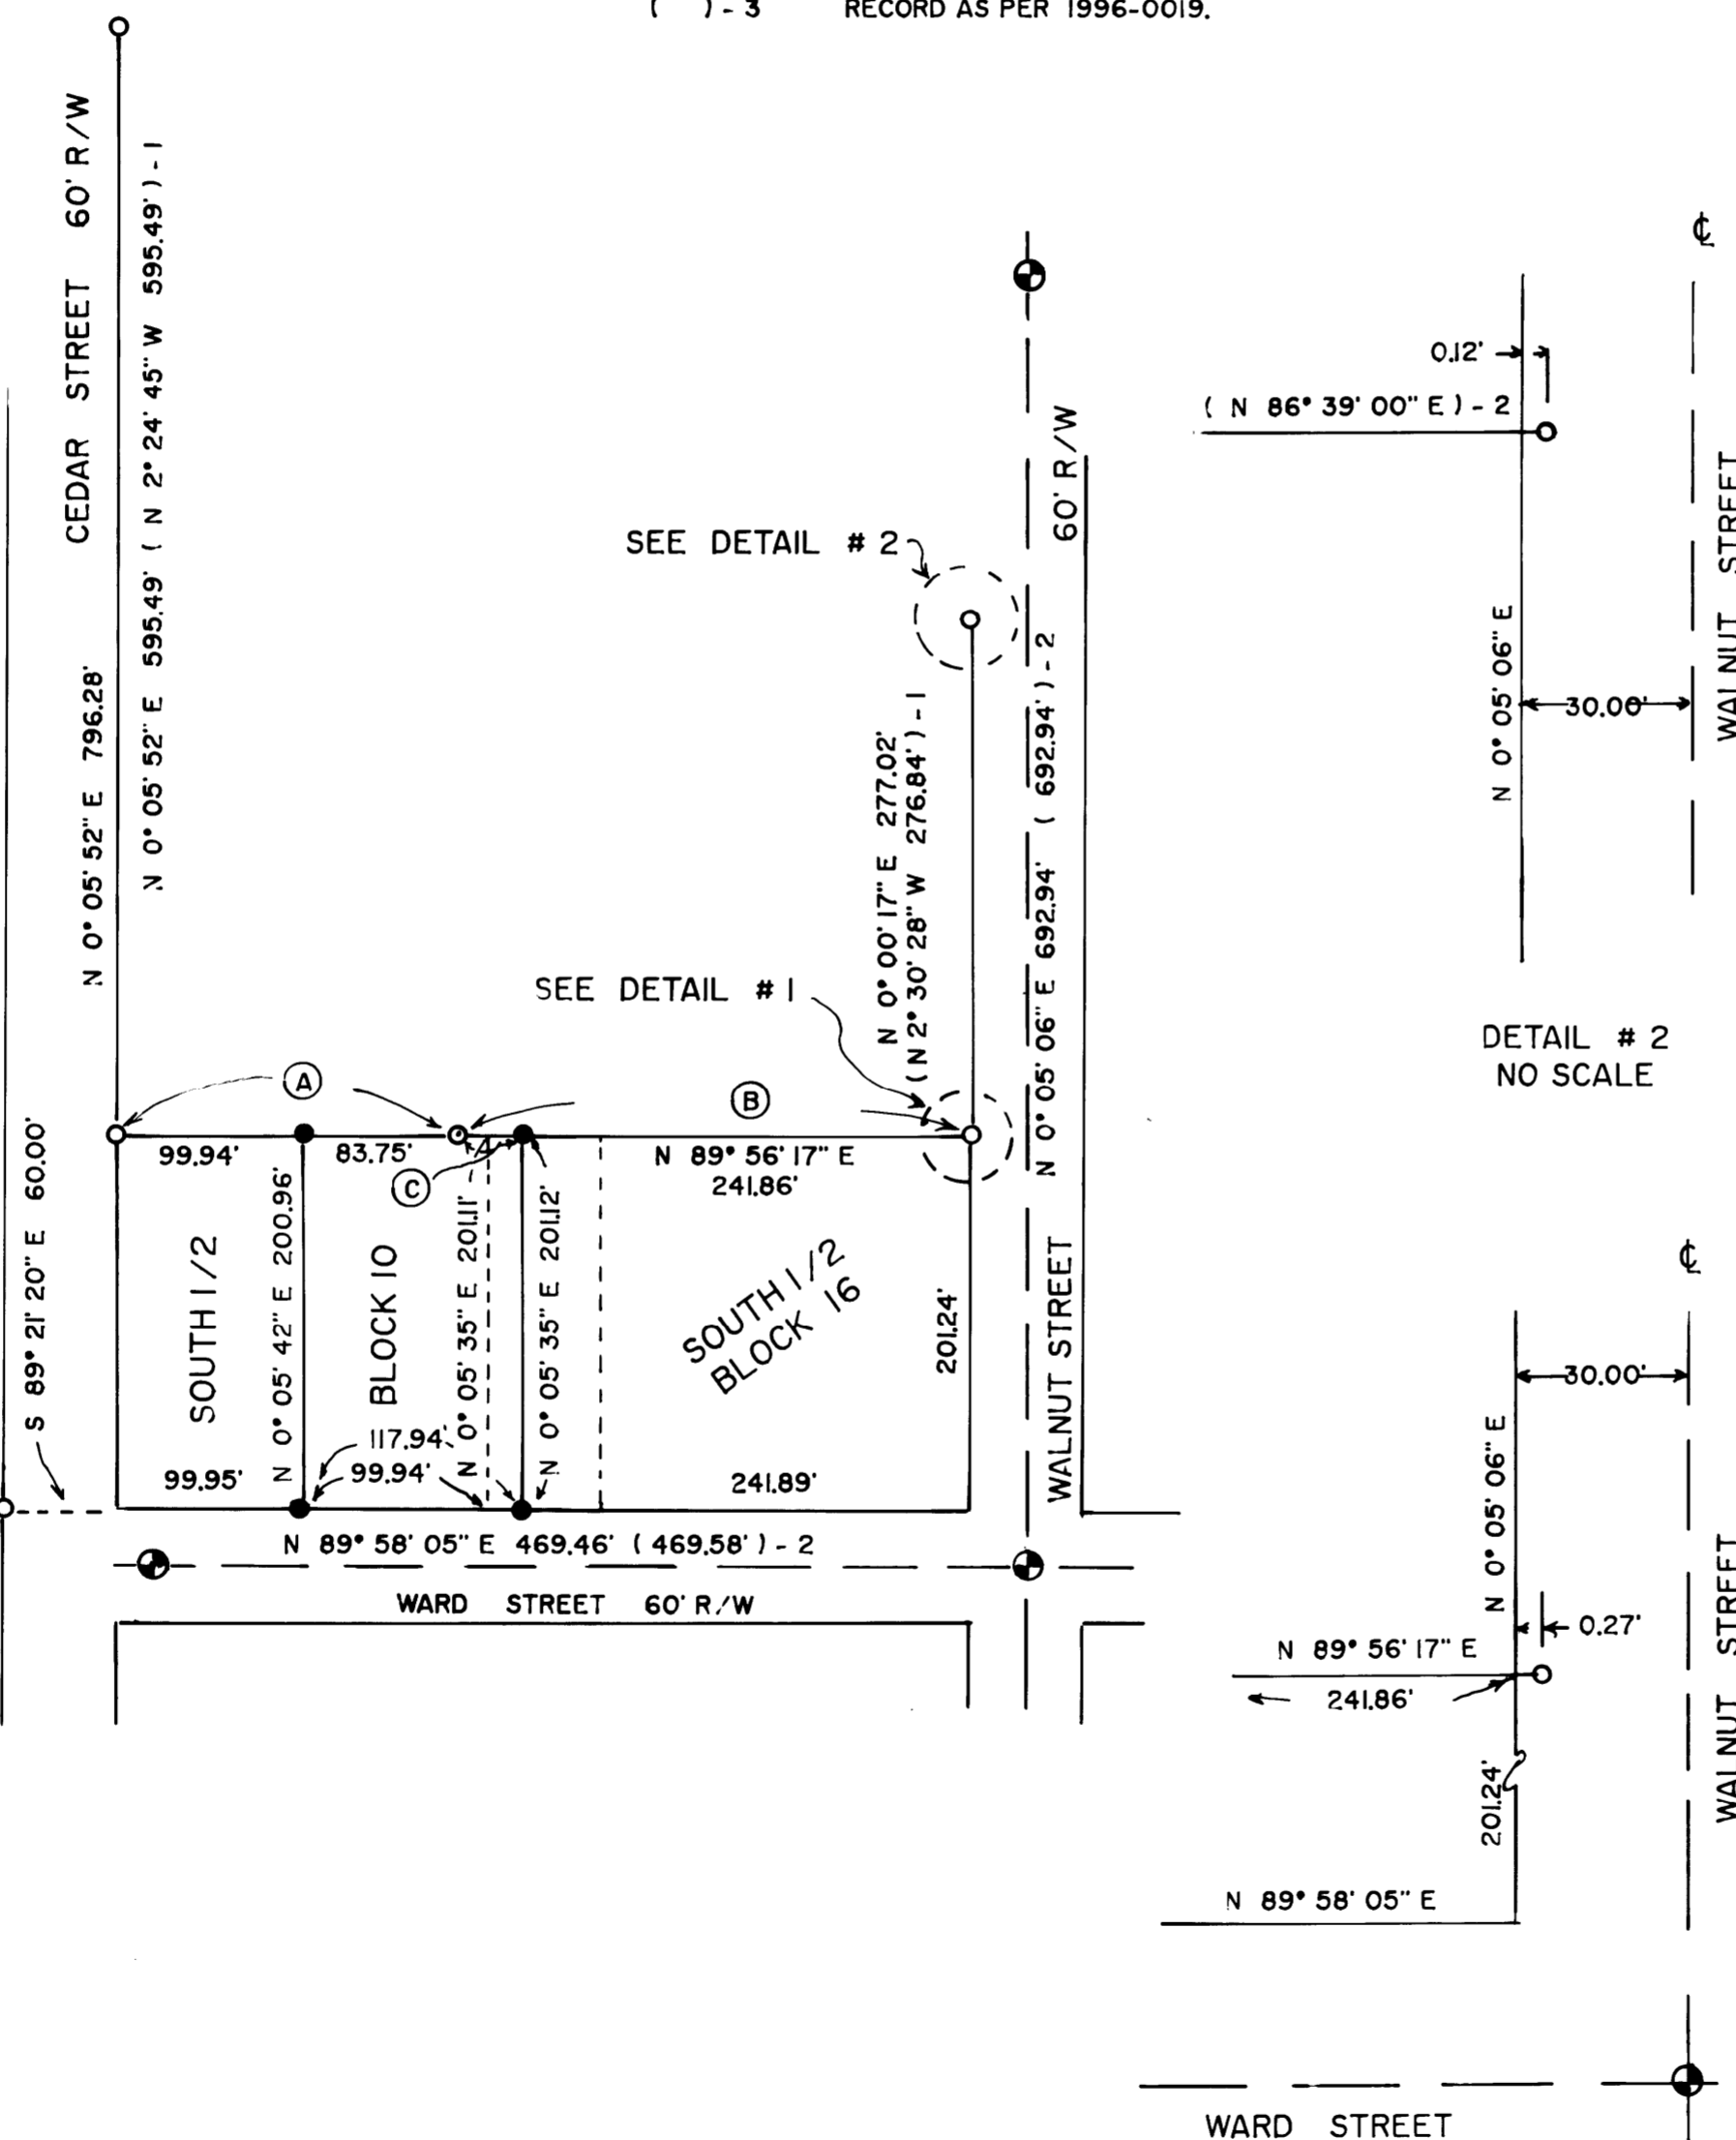 ( ) - 3 RECORD AS PER 1996-0019.
CEDAR STREET 60' R/W
N 0° 05' 52" E 796.28'
N 0° 05' 52" E 595.49' ( N 2° 24' 45" W 595.49' ) - 1
S 89° 21' 20" E 60.00'
SEE DETAIL # 2
SEE DETAIL # 1
N 0° 00' 17" E 277.02'
(N 2° 30' 28" W 276.84' ) - 1
60' R/W
N 0° 05' 06" E 692.94' ( 692.94' ) - 2
WALNUT STREET
A
B
C
99.94'
83.75'
N 89° 56' 17" E
241.86'
SOUTH 1/2
N 0° 05' 42" E 200.96'
BLOCK 10
N 0° 05' 35" E 201.11'
N 0° 05' 35" E 201.12'
SOUTH 1/2
BLOCK 16
201.24'
117.94'
99.94'
99.95'
241.89'
N 89° 58' 05" E 469.46' ( 469.58' ) - 2
WARD STREET 60' R/W
℄
0.12'
( N 86° 39' 00" E ) - 2
N 0° 05' 06" E
30.00'
WALNUT STREET
DETAIL # 2
NO SCALE
℄
30.00'
N 0° 05' 06" E
0.27'
N 89° 56' 17" E
241.86'
201.24'
WALNUT STREET
N 89° 58' 05" E
WARD STREET